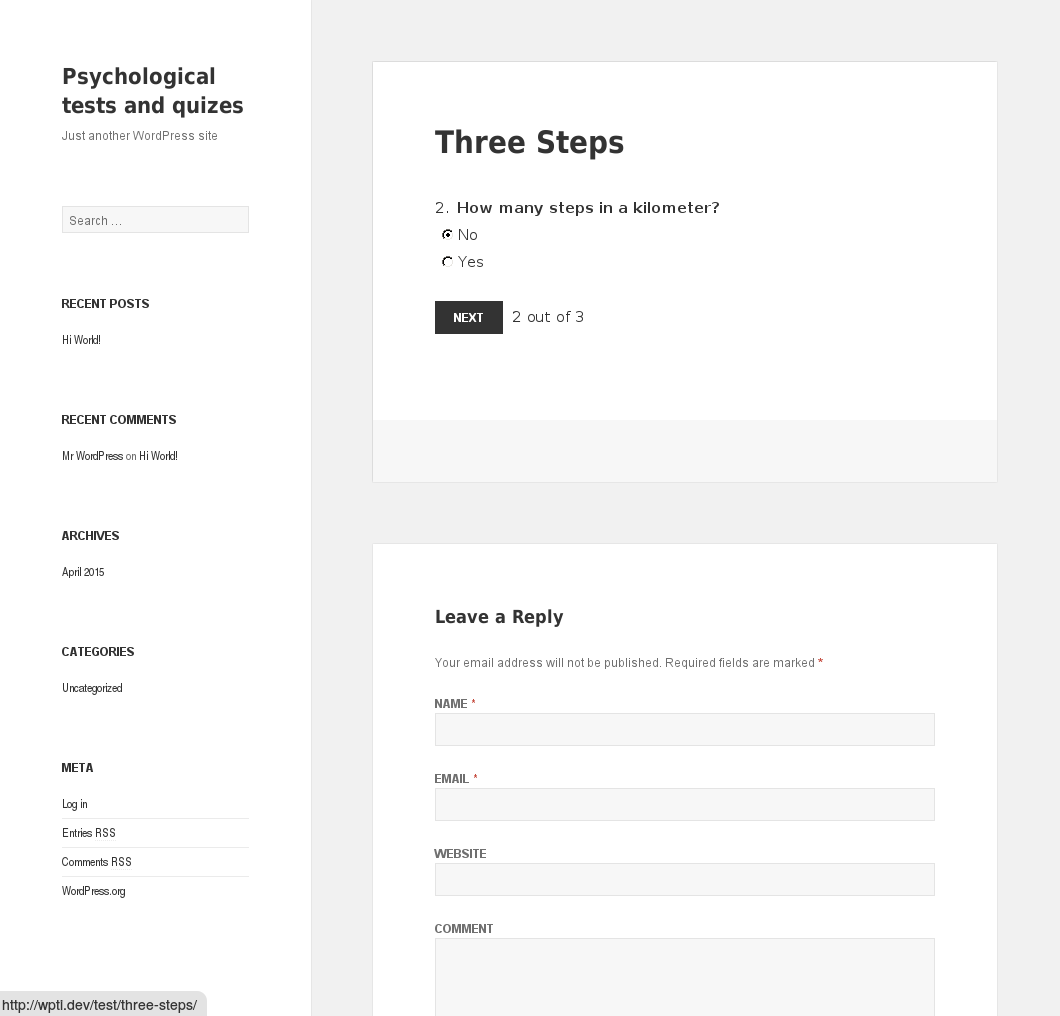 Psychological
tests and quizes
Just another WordPress site
Search ...
RECENT POSTS
Hi World!
RECENT COMMENTS
Mr WordPress on Hi World!
ARCHIVES
April 2015
CATEGORIES
Uncategorized
META
Log in
Entries RSS
Comments RSS
WordPress.org
Three Steps
2. How many steps in a kilometer?
No
Yes
NEXT 2 out of 3
Leave a Reply
Your email address will not be published. Required fields are marked *
NAME *
EMAIL *
WEBSITE
COMMENT
http://wpti.dev/test/three-steps/